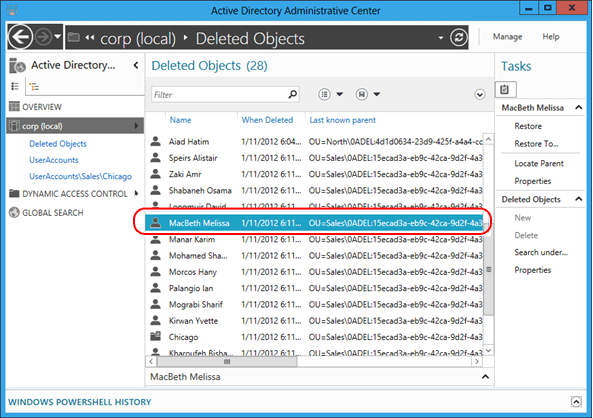 Active Directory Administrative Center
corp (local) Deleted Objects
Manage Help
Active Directory...
OVERVIEW
corp (local)
Deleted Objects
UserAccounts
UserAccounts\Sales\Chicago
DYNAMIC ACCESS CONTROL
GLOBAL SEARCH
Deleted Objects (28)
Filter
Name When Deleted Last known parent
Aiad Hatim 1/11/2012 6:04... OU=North\0ADEL:4d1d0634-23d9-425f-a4a4-cc
Speirs Alistair 1/11/2012 6:11... OU=Sales\0ADEL:15ecad3a-eb9c-42ca-9d2f-4a3
Zaki Amr 1/11/2012 6:11... OU=Sales\0ADEL:15ecad3a-eb9c-42ca-9d2f-4a3
Shabaneh Osama 1/11/2012 6:11... OU=Sales\0ADEL:15ecad3a-eb9c-42ca-9d2f-4a3
Longmuir David 1/11/2012 6:11... OU=Sales\0ADEL:15ecad3a-eb9c-42ca-9d2f-4a3
MacBeth Melissa 1/11/2012 6:11... OU=Sales\0ADEL:15ecad3a-eb9c-42ca-9d2f-4a3
Manar Karim 1/11/2012 6:11... OU=Sales\0ADEL:15ecad3a-eb9c-42ca-9d2f-4a3
Mohamed Sha... 1/11/2012 6:11... OU=Sales\0ADEL:15ecad3a-eb9c-42ca-9d2f-4a3
Morcos Hany 1/11/2012 6:11... OU=Sales\0ADEL:15ecad3a-eb9c-42ca-9d2f-4a3
Palangio Ian 1/11/2012 6:11... OU=Sales\0ADEL:15ecad3a-eb9c-42ca-9d2f-4a3
Mograbi Sharif 1/11/2012 6:11... OU=Sales\0ADEL:15ecad3a-eb9c-42ca-9d2f-4a3
Kirwan Yvette 1/11/2012 6:11... OU=Sales\0ADEL:15ecad3a-eb9c-42ca-9d2f-4a3
Chicago 1/11/2012 6:11... OU=Sales\0ADEL:15ecad3a-eb9c-42ca-9d2f-4a3
Kharoufeh Bisha... 1/11/2012 6:11... OU=Sales\0ADEL:15ecad3a-eb9c-42ca-9d2f-4a3
MacBeth Melissa
Tasks
MacBeth Melissa
Restore
Restore To...
Locate Parent
Properties
Deleted Objects
New
Delete
Search under...
Properties
WINDOWS POWERSHELL HISTORY